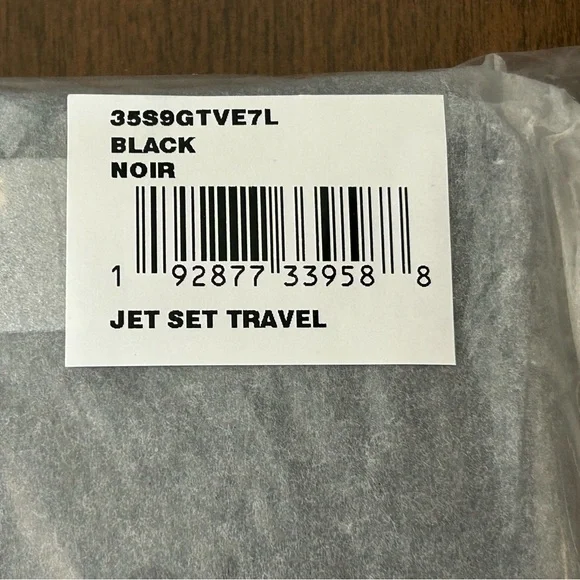 35S9GTVE7L
BLACK
NOIR
1 92877 33958 8
JET SET TRAVEL